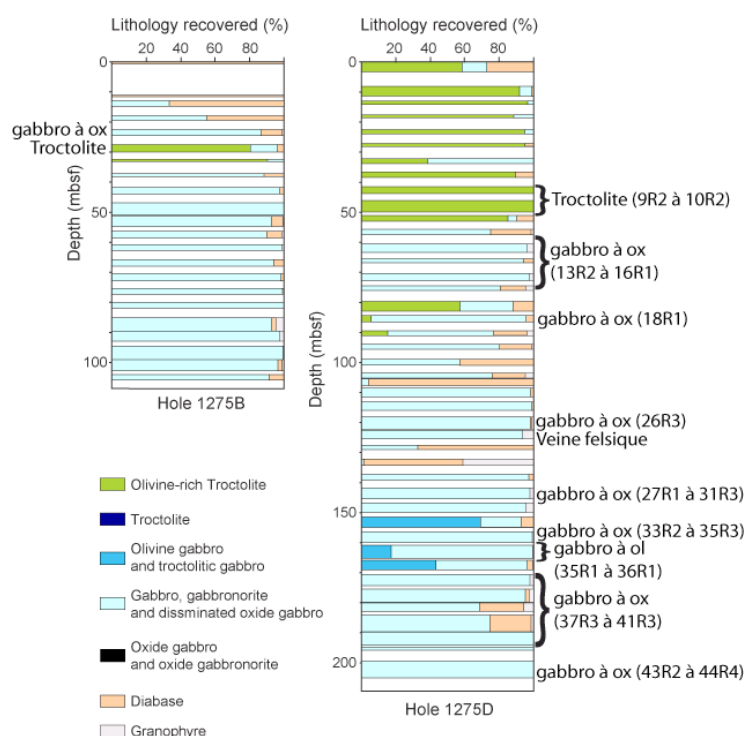 Lithology recovered (%)
20 40 60 80
0
50
100
Depth (mbsf)
gabbro à ox
Troctolite
Hole 1275B
Lithology recovered (%)
20 40 60 80
0
50
100
150
200
Depth (mbsf)
Troctolite (9R2 à 10R2)
gabbro à ox
(13R2 à 16R1)
gabbro à ox (18R1)
gabbro à ox (26R3)
Veine felsique
gabbro à ox (27R1 à 31R3)
gabbro à ox (33R2 à 35R3)
gabbro à ol
(35R1 à 36R1)
gabbro à ox
(37R3 à 41R3)
gabbro à ox (43R2 à 44R4)
Hole 1275D
Olivine-rich Troctolite
Troctolite
Olivine gabbro
and troctolitic gabbro
Gabbro, gabbronorite
and dissminated oxide gabbro
Oxide gabbro
and oxide gabbronorite
Diabase
Granophyre